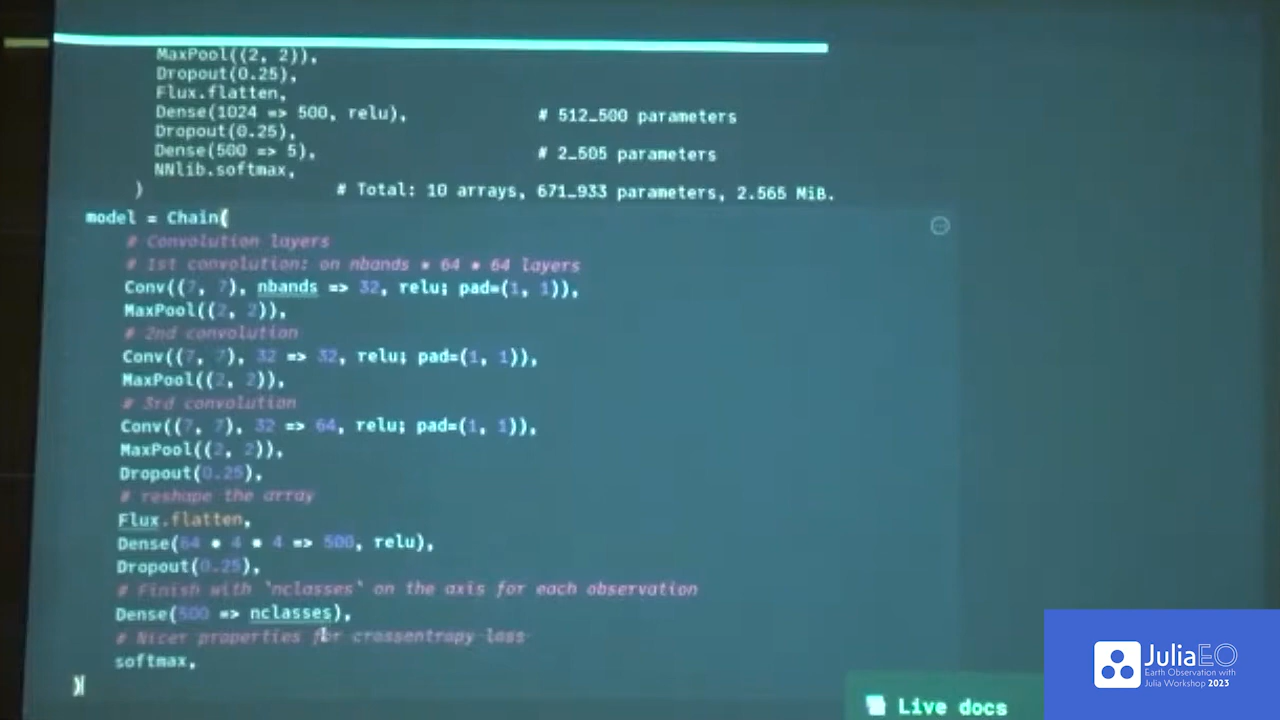 MaxPool((2, 2)),
Dropout(0.25),
Flux.flatten,
Dense(1024 => 500, relu), # 512_500 parameters
Dropout(0.25),
Dense(500 => 5), # 2_505 parameters
NNlib.softmax,
) # Total: 10 arrays, 671_933 parameters, 2.565 MiB.
model = Chain(
# Convolution layers
# 1st convolution: on nbands * 64 * 64 layers
Conv((7, 7), nbands => 32, relu; pad=(1, 1)),
MaxPool((2, 2)),
# 2nd convolution
Conv((7, 7), 32 => 32, relu; pad=(1, 1)),
MaxPool((2, 2)),
# 3rd convolution
Conv((7, 7), 32 => 64, relu; pad=(1, 1)),
MaxPool((2, 2)),
Dropout(0.25),
# reshape the array
Flux.flatten,
Dense(64 * 4 * 4 => 500, relu),
Dropout(0.25),
# Finish with `nclasses` on the axis for each observation
Dense(500 => nclasses),
# Nicer properties for crossentropy loss
softmax,
)
Live docs
JuliaEO
Earth Observation with
Julia Workshop 2023